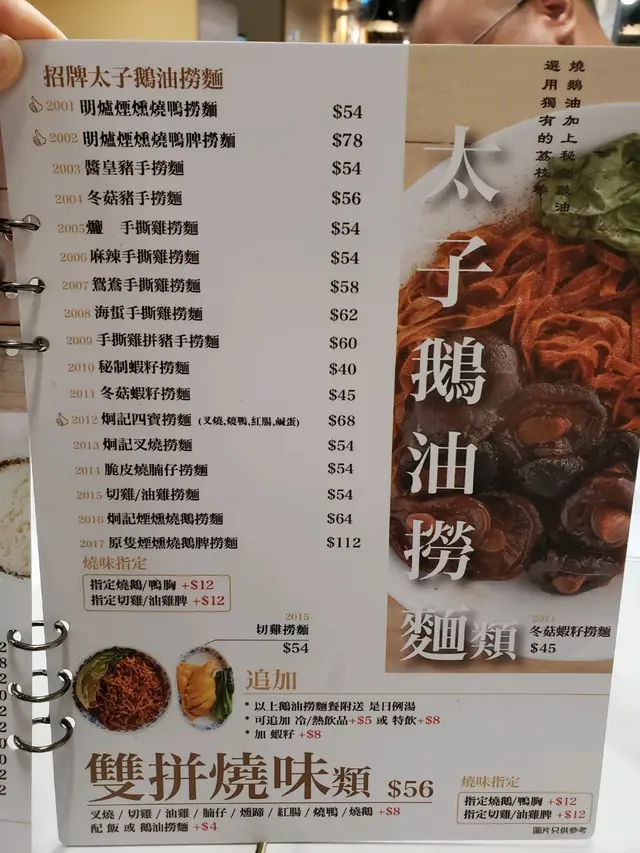 招牌太子鵝油撈麵
2001 明爐煙燻燒鴨撈麵 $54
2002 明爐煙燻燒鴨脾撈麵 $78
2003 醬皇豬手撈麵 $54
2004 冬菇豬手撈麵 $56
2005 手撕雞撈麵 $54
2006 麻辣手撕雞撈麵 $54
2007 鴛鴦手撕雞撈麵 $58
2008 海蜇手撕雞撈麵 $62
2009 手撕雞拼豬手撈麵 $60
2010 秘制蝦籽撈麵 $40
2011 冬菇蝦籽撈麵 $45
2012 炯記四寶撈麵 (叉燒,燒鴨,紅腸,鹹蛋) $68
2013 炯記叉燒撈麵 $54
2014 脆皮燒腩仔撈麵 $54
2015 切雞/油雞撈麵 $54
2016 炯記煙燻燒鵝撈麵 $64
2017 原隻煙燻燒鵝脾撈麵 $112
燒味指定
指定燒鵝/鴨胸 +$12
指定切雞/油雞脾 +$12
2015
切雞撈麵
$54
追加
* 以上鵝油撈麵餐附送 是日例湯
* 可追加 冷/熱飲品+$5 或 特飲+$8
* 加 蝦籽 +$8
雙拼燒味類 $56
叉燒 / 切雞 / 油雞 / 腩仔 / 燻蹄 / 紅腸 / 燒鴨 / 燒鵝 +$8
配 飯 或 鵝油撈麵 +$4
燒味指定
指定燒鵝/鴨胸 +$12
指定切雞/油雞脾 +$12
圖片只供參考
燒鵝油加上秘制豉油
選用獨有的荔枝
太子鵝油撈麵類
2011
冬菇蝦籽撈麵
$45